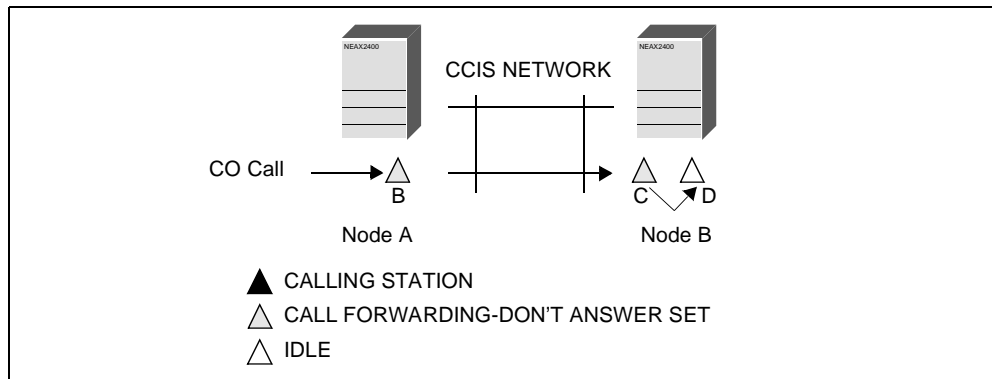 NEAX2400
NEAX2400
CCIS NETWORK
CO Call
B
C
D
Node A
Node B
CALLING STATION
CALL FORWARDING-DON'T ANSWER SET
IDLE